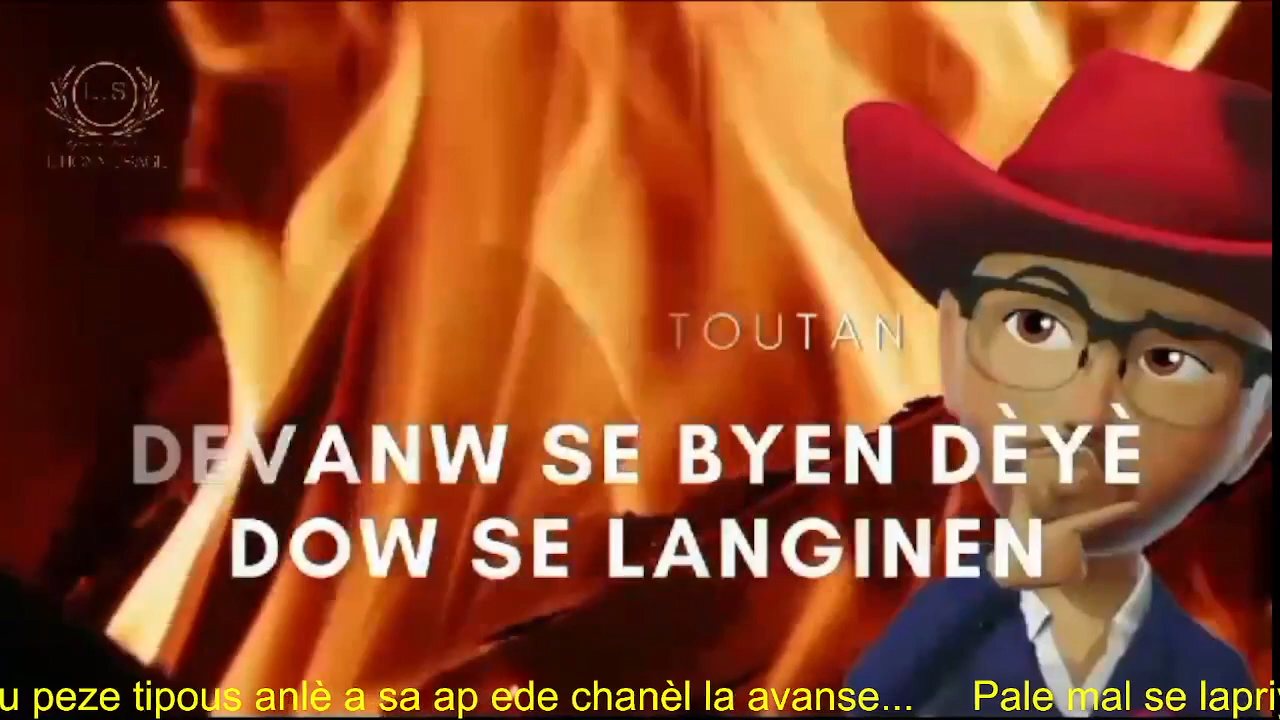 TOUTAN
DEVANW SE BYEN DÈYÈ
DOW SE LANGINEN
u peze tipous anlè a sa ap ede chanèl la avanse... Pale mal se lapri